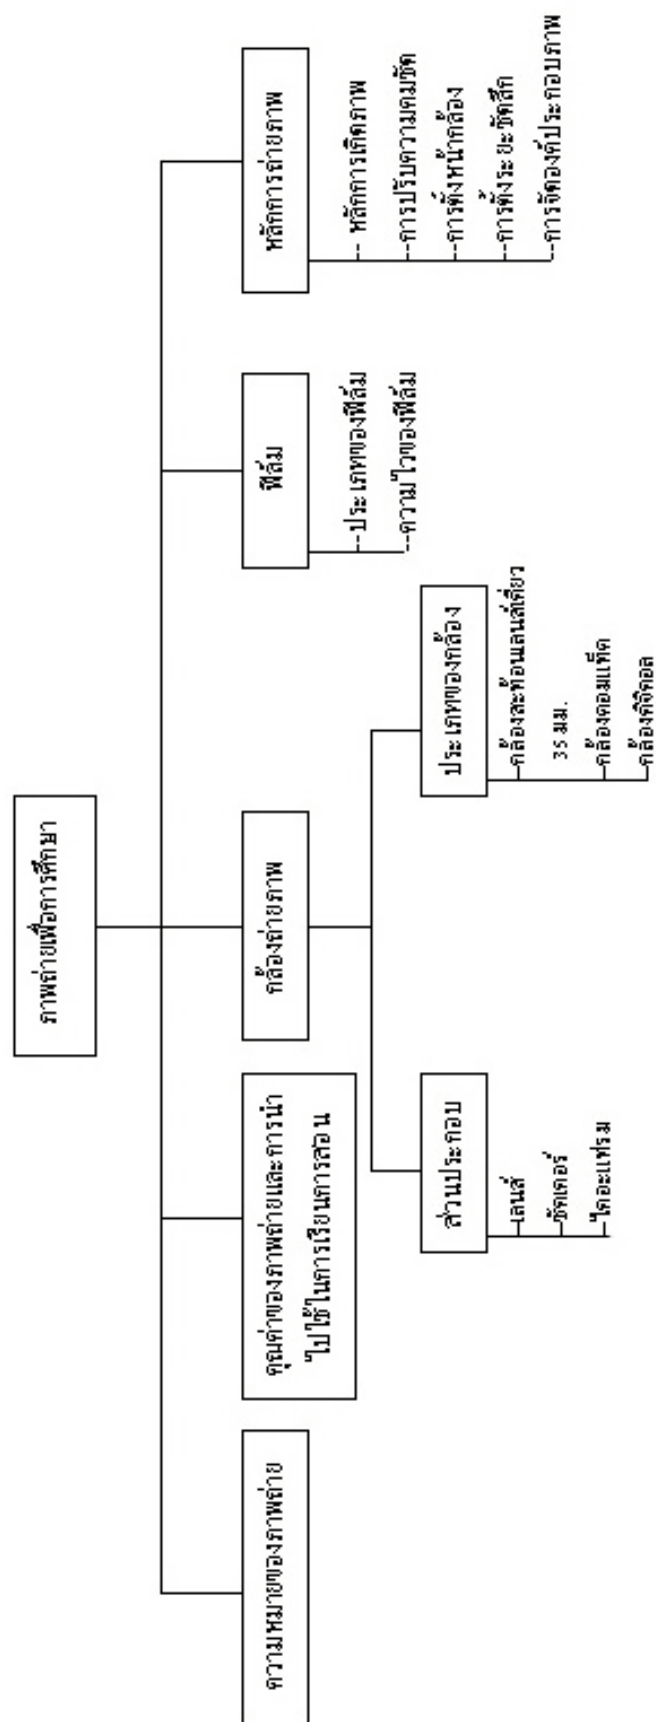 ภาพถ่ายเพื่อการศึกษา
ความหมายของภาพถ่าย
คุณค่าของภาพถ่ายและการนำ
ไปใช้ในการเรียนการสอน
กล้องถ่ายภาพ
ส่วนประกอบ
เลนส์
ชัตเตอร์
ไดอะแฟรม
ประเภทของกล้อง
กล้องสะท้อนเลนส์เดี่ยว
35 มม.
กล้องคอมแพ็ค
กล้องดิจิตอล
ฟิล์ม
--ประเภทของฟิล์ม
--ความไวของฟิล์ม
หลักการถ่ายภาพ
-- หลักการเกิดภาพ
--การปรับความคมชัด
--การตั้งหน้ากล้อง
--การตั้งระยะชัดลึก
--การจัดองค์ประกอบภาพ